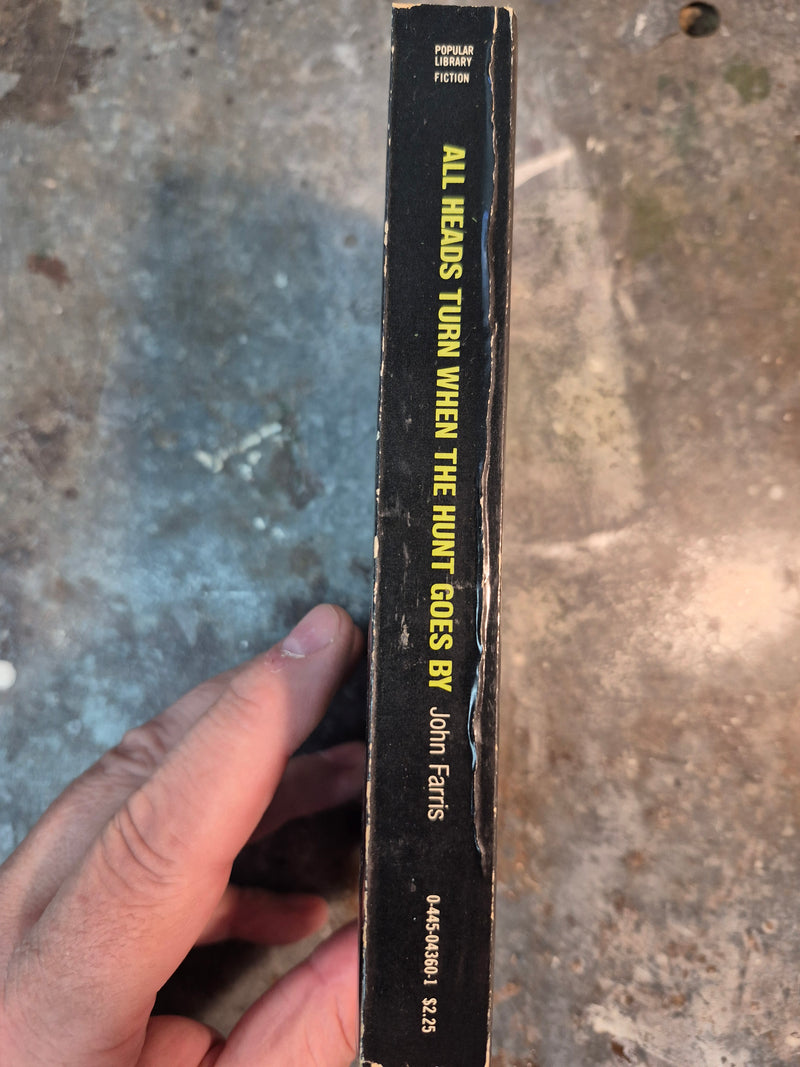 POPULAR
LIBRARY
FICTION
ALL HEADS TURN WHEN THE HUNT GOES BY John Farris
0-445-04360-1 $2.25